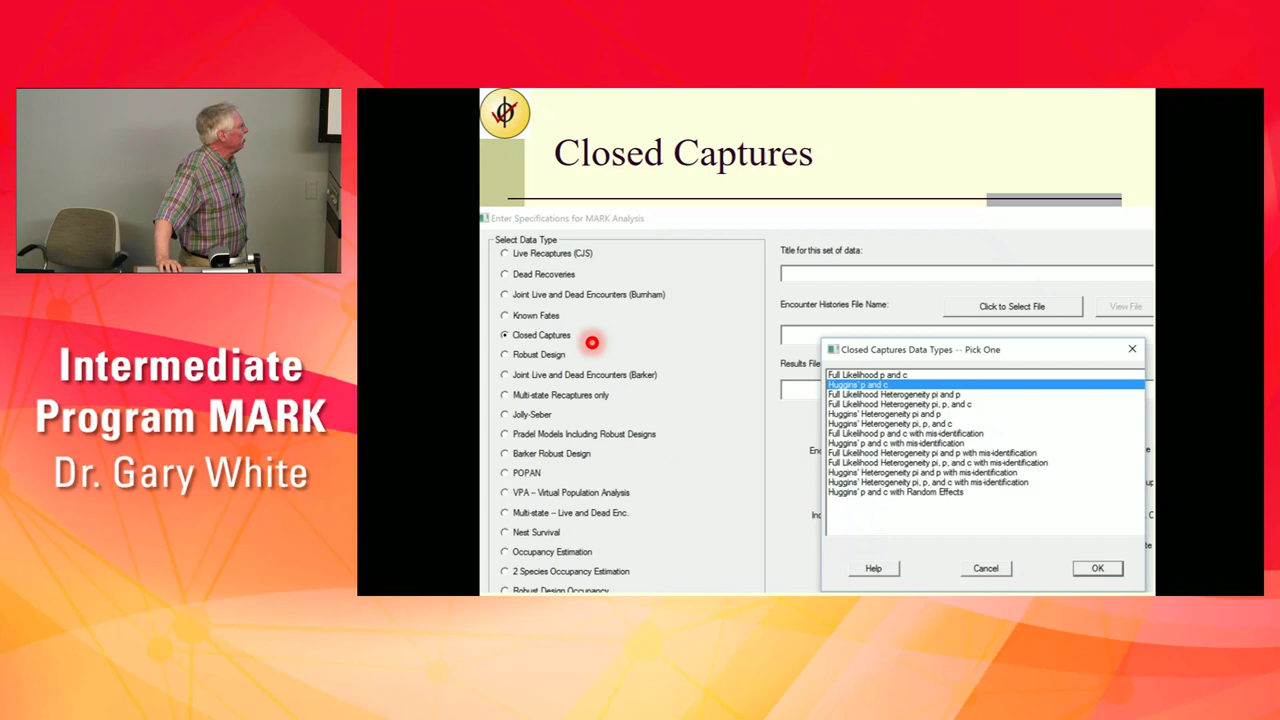 Closed Captures
Enter Specifications for MARK Analysis
Select Data Type
Live Recaptures (CJS)
Dead Recoveries
Joint Live and Dead Encounters (Burnham)
Known Fates
Closed Captures
Robust Design
Joint Live and Dead Encounters (Barker)
Multi-state Recaptures only
Jolly-Seber
Pradel Models Including Robust Designs
Barker Robust Design
POPAN
VPA – Virtual Population Analysis
Multi-state – Live and Dead Enc.
Nest Survival
Occupancy Estimation
2 Species Occupancy Estimation
Robust Design Occupancy
Title for this set of data:
Encounter Histories File Name:
Click to Select File
View File
Results File
Closed Captures Data Types -- Pick One
Full Likelihood p and c
Huggins' p and c
Full Likelihood Heterogeneity pi and p
Full Likelihood Heterogeneity pi, p, and c
Huggins' Heterogeneity pi and p
Huggins' Heterogeneity pi, p, and c
Full Likelihood p and c with mis-identification
Huggins' p and c with mis-identification
Full Likelihood Heterogeneity pi and p with mis-identification
Full Likelihood Heterogeneity pi, p, and c with mis-identification
Huggins' Heterogeneity pi and p with mis-identification
Huggins' Heterogeneity pi, p, and c with mis-identification
Huggins' p and c with Random Effects
Help
Cancel
OK
Intermediate
Program MARK
Dr. Gary White